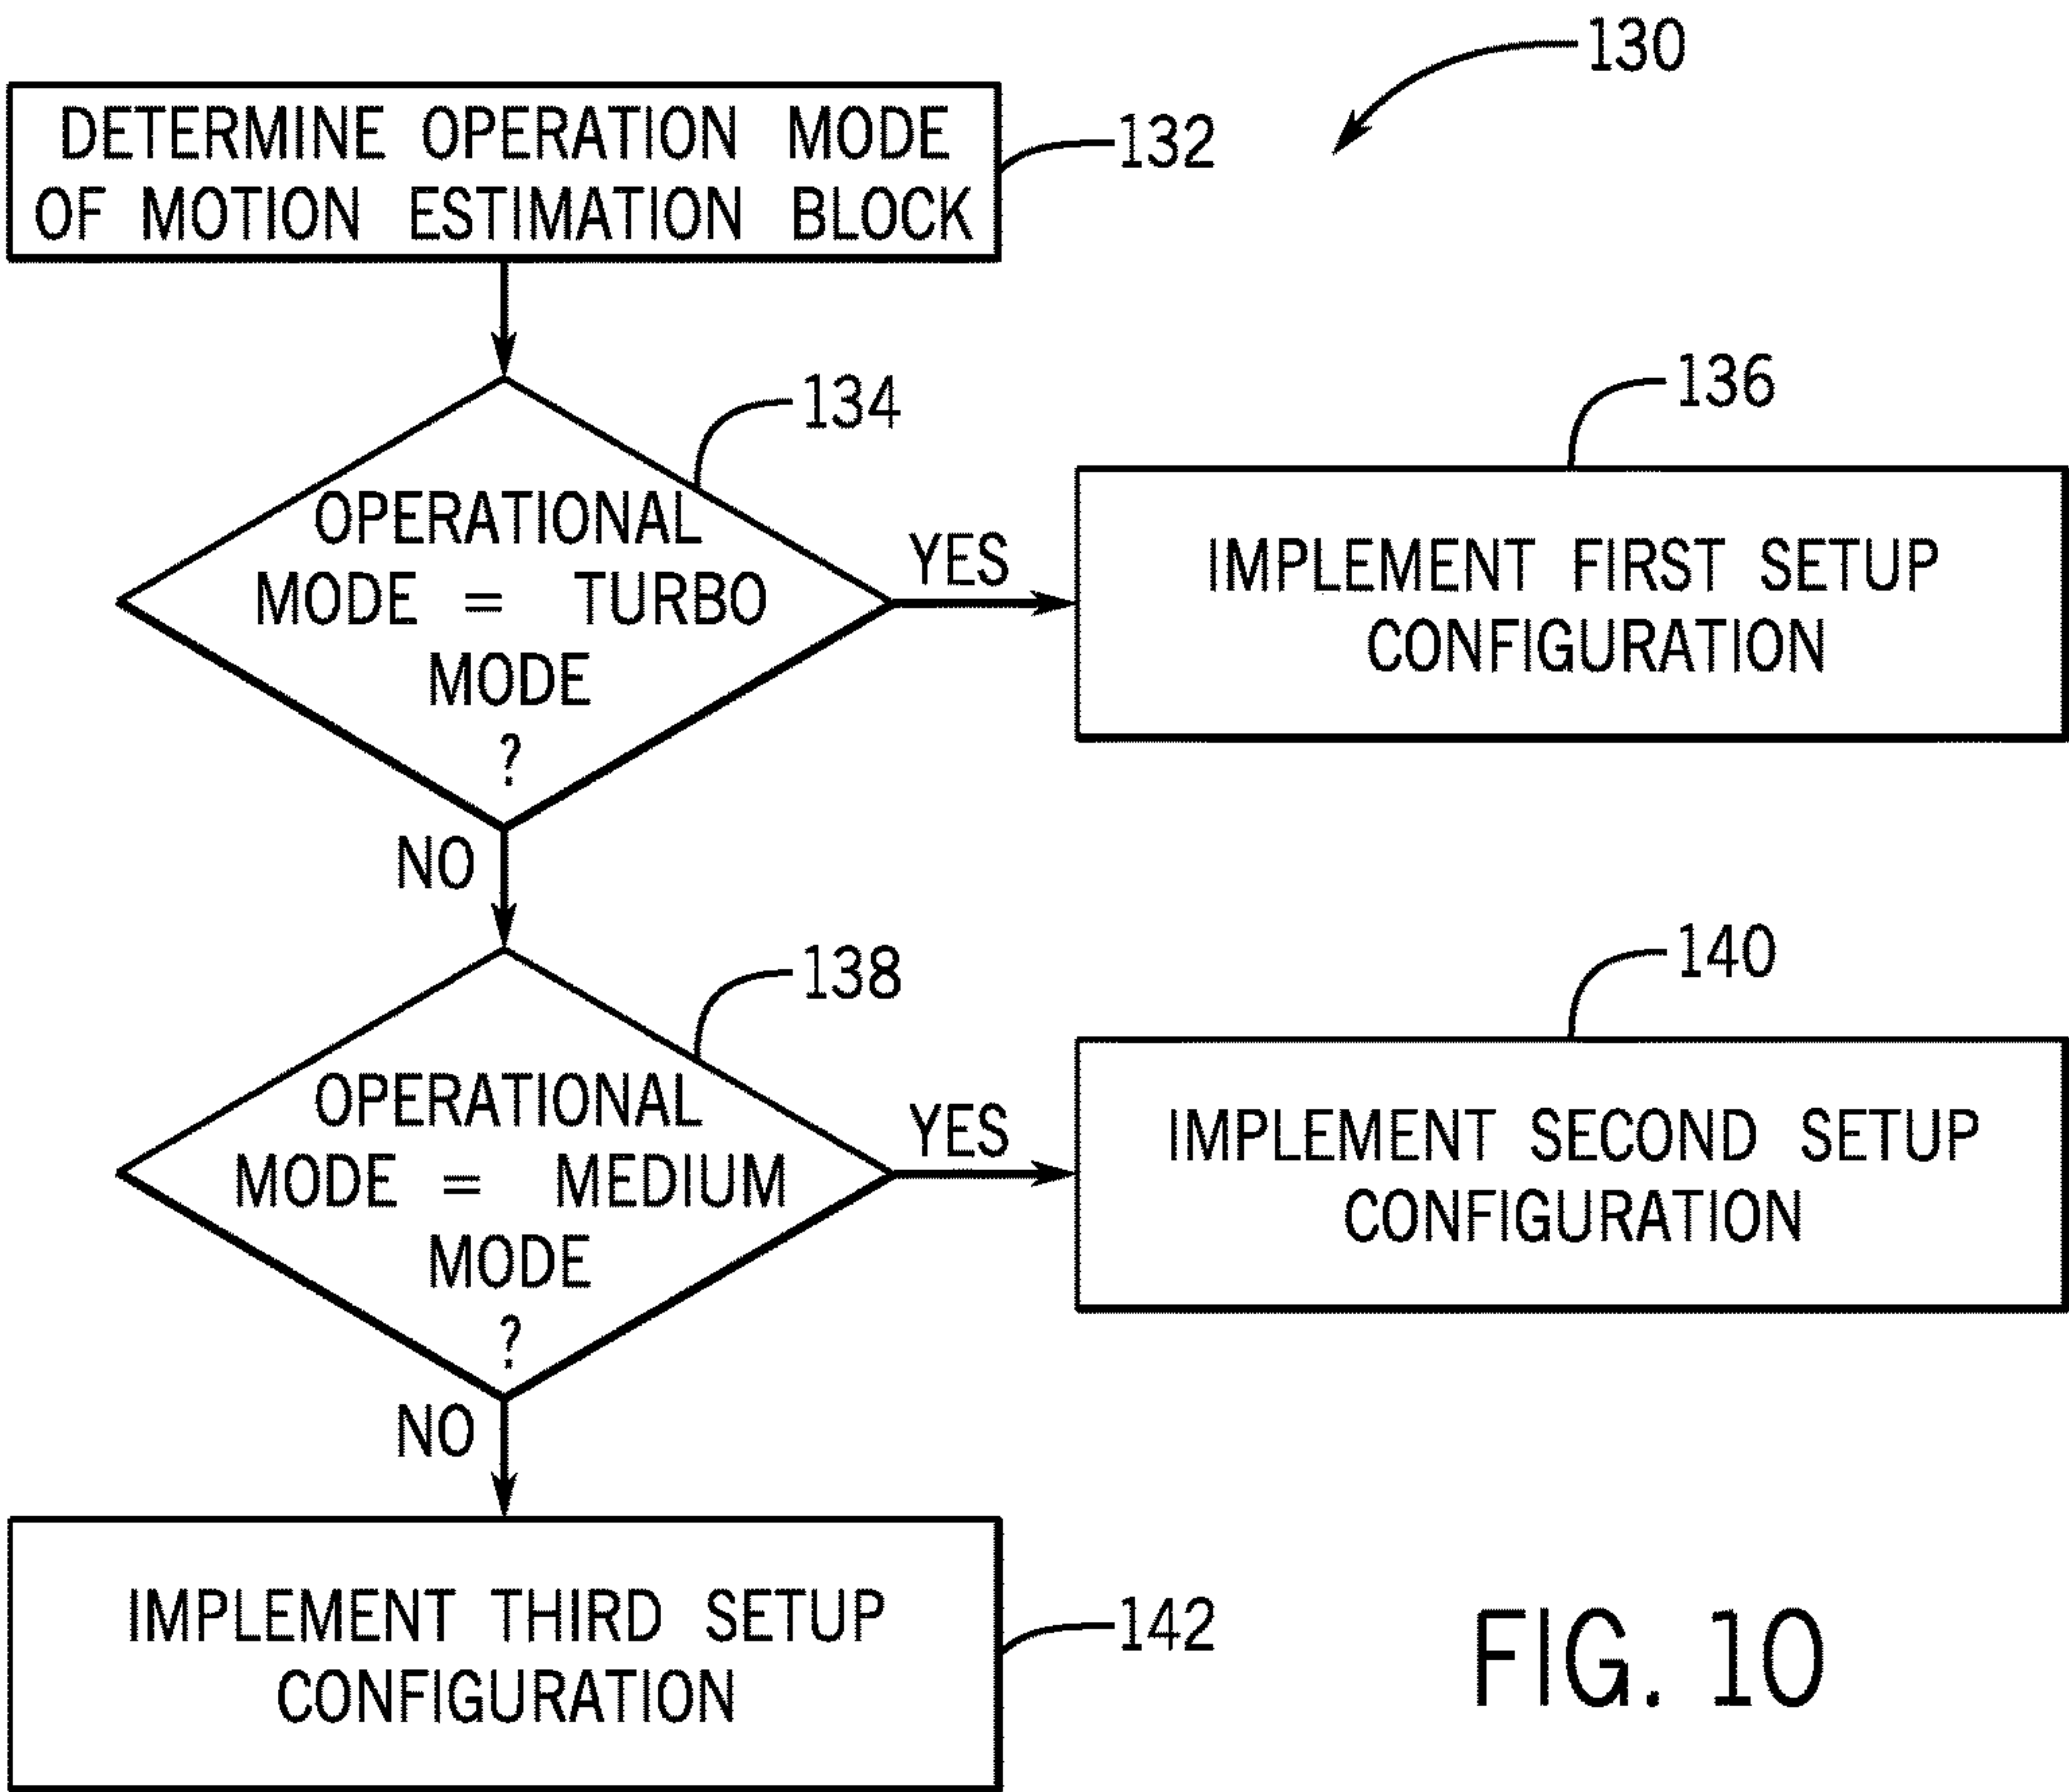 130
DETERMINE OPERATION MODE
OF MOTION ESTIMATION BLOCK
132
134
OPERATIONAL
MODE = TURBO
MODE
?
YES
136
IMPLEMENT FIRST SETUP
CONFIGURATION
NO
138
OPERATIONAL
MODE = MEDIUM
MODE
?
YES
140
IMPLEMENT SECOND SETUP
CONFIGURATION
NO
IMPLEMENT THIRD SETUP
CONFIGURATION
142
FIG. 10